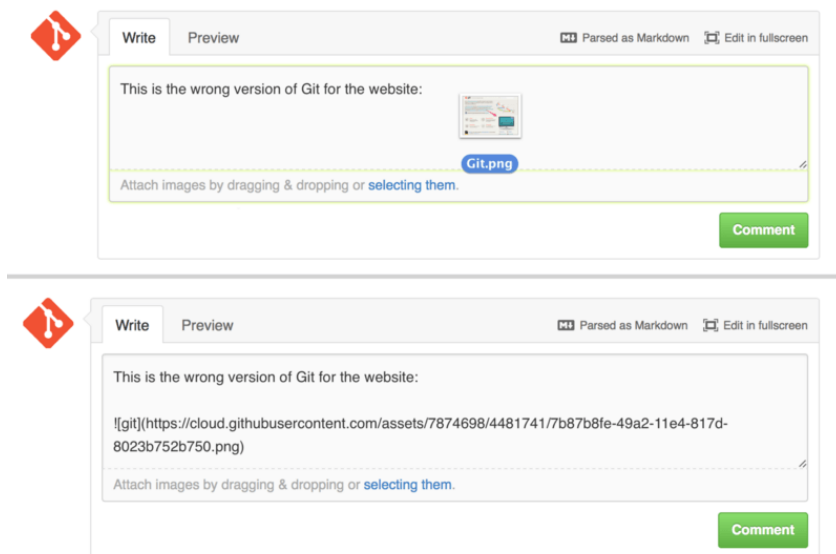 Write Preview Parsed as Markdown Edit in fullscreen
This is the wrong version of Git for the website:
Git.png
Attach images by dragging & dropping or selecting them.
Comment
Write Preview Parsed as Markdown Edit in fullscreen
This is the wrong version of Git for the website:
![git](https://cloud.githubusercontent.com/assets/7874698/4481741/7b87b8fe-49a2-11e4-817d-
8023b752b750.png)
Attach images by dragging & dropping or selecting them.
Comment